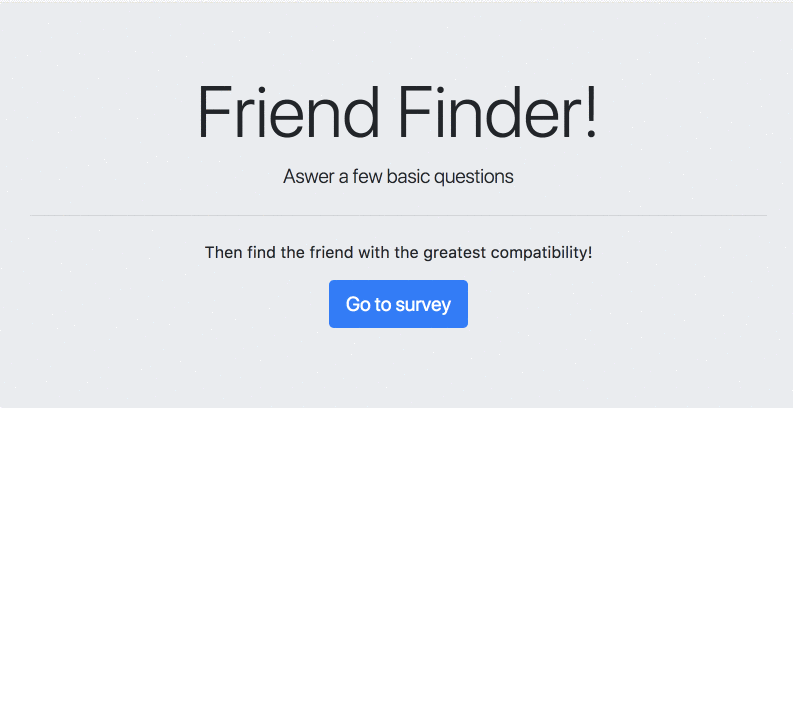 Friend Finder!
Aswer a few basic questions
Then find the friend with the greatest compatibility!
Go to survey